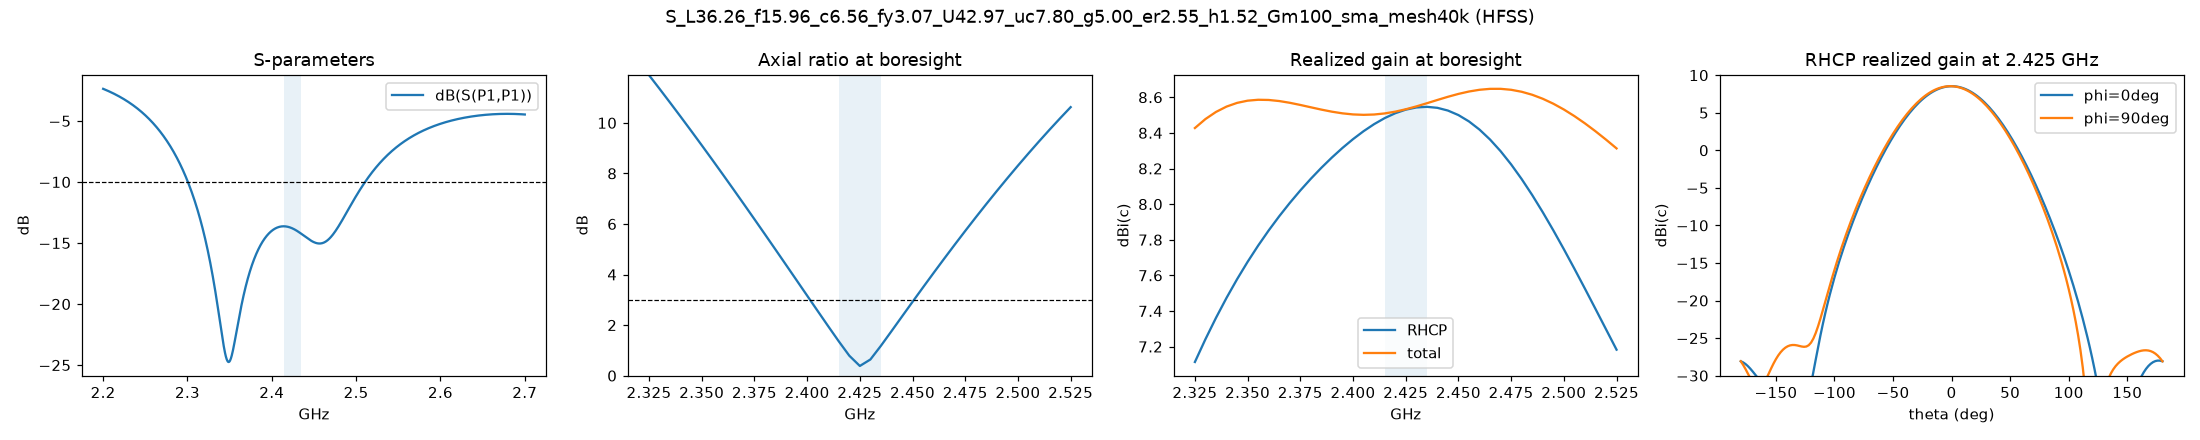 S_L36.26_f15.96_c6.56_fy3.07_U42.97_uc7.80_g5.00_er2.55_h1.52_Gm100_sma_mesh40k (HFSS)
S-parameters
dB(S(P1,P1))
−5
−10
−15
−20
−25
dB
2.2 2.3 2.4 2.5 2.6 2.7
GHz
Axial ratio at boresight
10
8
6
4
2
0
dB
2.325 2.350 2.375 2.400 2.425 2.450 2.475 2.500 2.525
GHz
Realized gain at boresight
8.6
8.4
8.2
8.0
7.8
7.6
7.4
7.2
dBi(c)
RHCP
total
2.325 2.350 2.375 2.400 2.425 2.450 2.475 2.500 2.525
GHz
RHCP realized gain at 2.425 GHz
phi=0deg
phi=90deg
10
5
0
−5
−10
−15
−20
−25
−30
dBi(c)
−150 −100 −50 0 50 100 150
theta (deg)